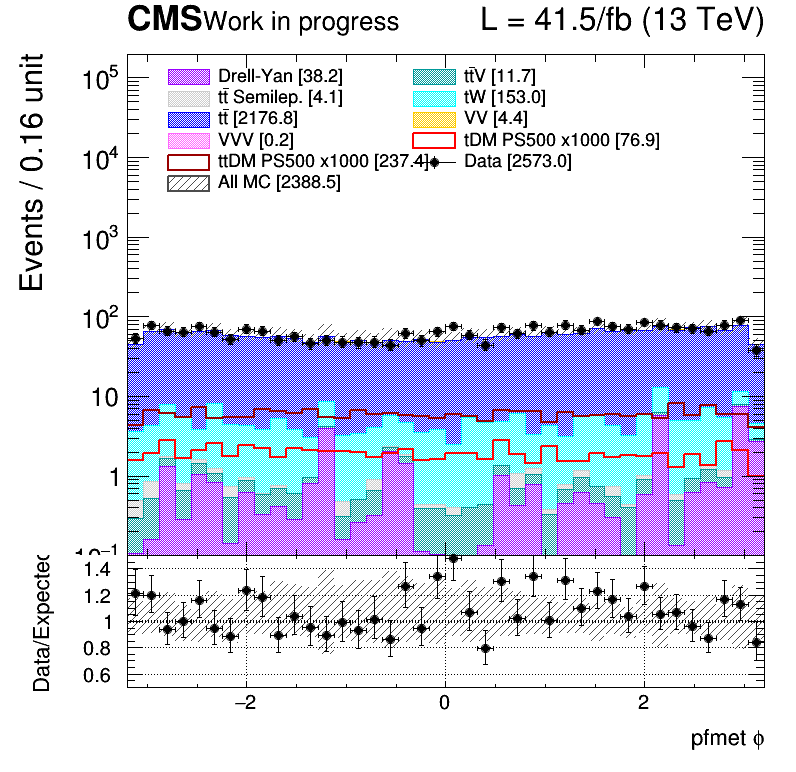 CMS Work in progress L = 41.5/fb (13 TeV)
Events / 0.16 unit
10⁵
10⁴
10³
10²
10
1
10⁻¹
Drell-Yan [38.2]
tt̄V [11.7]
tt̄ Semilep. [4.1]
tW [153.0]
tt̄ [2176.8]
VV [4.4]
VVV [0.2]
tDM PS500 x1000 [76.9]
ttDM PS500 x1000 [237.4]
Data [2573.0]
All MC [2388.5]
Data/Expected
1.4
1.2
1
0.8
0.6
−2 0 2
pfmet ϕ